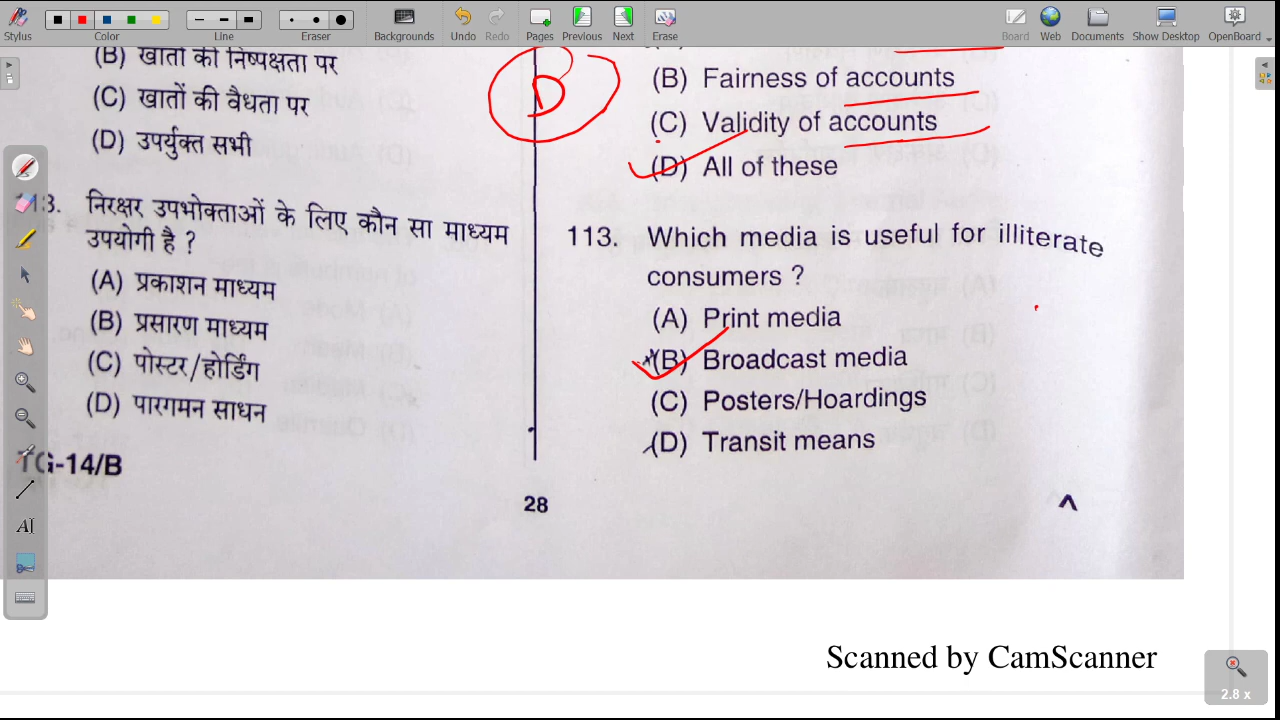 Stylus
Color
Line
Eraser
Backgrounds
Undo
Redo
Pages
Previous
Next
Erase
Board
Web
Documents
Show Desktop
OpenBoard
(B) खातों की निष्पक्षता पर
(C) खातों की वैधता पर
(D) उपर्युक्त सभी
निरक्षर उपभोक्ताओं के लिए कौन सा माध्यम
उपयोगी है ?
(A) प्रकाशन माध्यम
(B) प्रसारण माध्यम
(C) पोस्टर/होर्डिंग
(D) पारगमन साधन
TG-14/B
D
(B) Fairness of accounts
(C) Validity of accounts
(D) All of these
113. Which media is useful for illiterate
consumers ?
(A) Print media
(B) Broadcast media
(C) Posters/Hoardings
(D) Transit means
28
Scanned by CamScanner
2.8 x